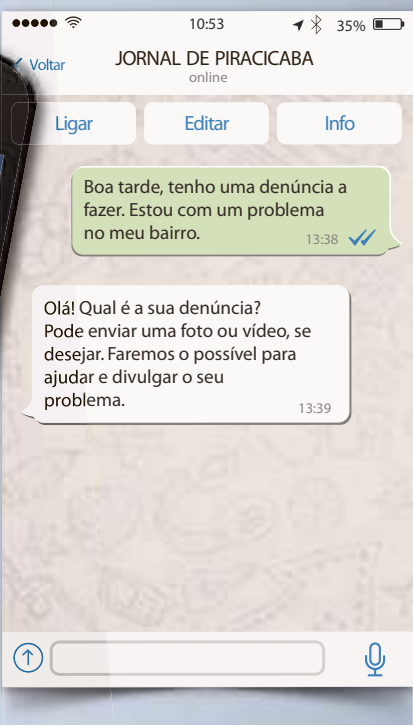 10:53
35%
Voltar
JORNAL DE PIRACICABA
online
Ligar
Editar
Info
Boa tarde, tenho uma denúncia a
fazer. Estou com um problema
no meu bairro.
13:38
Olá! Qual é a sua denúncia?
Pode enviar uma foto ou vídeo, se
desejar. Faremos o possível para
ajudar e divulgar o seu
problema.
13:39